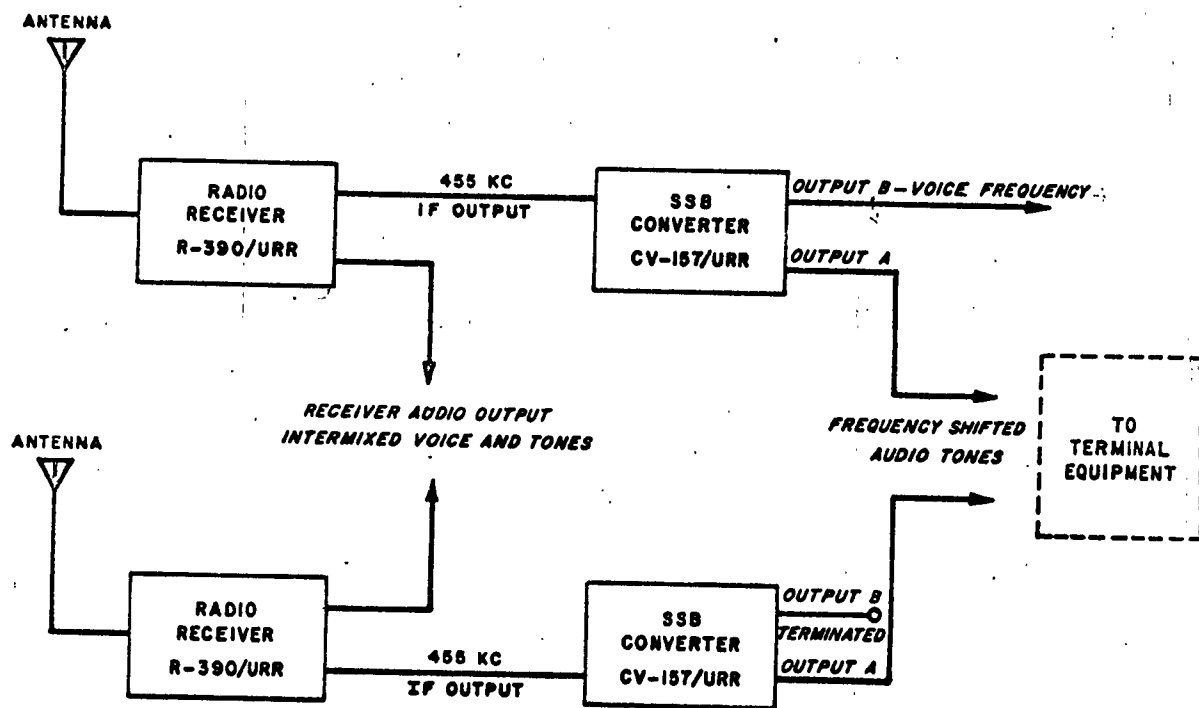 ANTENNA
RADIO
RECEIVER
R-390/URR
455 KC
IF OUTPUT
SSB
CONVERTER
CV-157/URR
OUTPUT B-VOICE FREQUENCY
OUTPUT A
RECEIVER AUDIO OUTPUT
INTERMIXED VOICE AND TONES
FREQUENCY SHIFTED
AUDIO TONES
TO
TERMINAL
EQUIPMENT
ANTENNA
RADIO
RECEIVER
R-390/URR
455 KC
IF OUTPUT
SSB
CONVERTER
CV-157/URR
OUTPUT B
TERMINATED
OUTPUT A